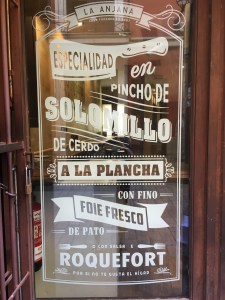 LA ANJANA
ESPECIALIDAD
en
PINCHO DE
SOLOMILLO
DE CERDO
A LA PLANCHA
CON FINO
FOIE FRESCO
DE PATO
ROQUEFORT